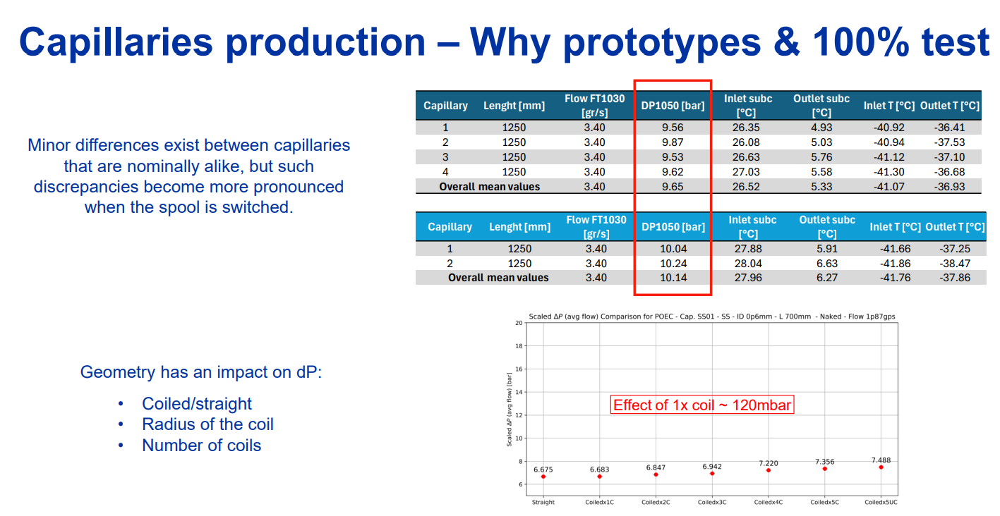 Capillaries production – Why prototypes & 100% test
Minor differences exist between capillaries
that are nominally alike, but such
discrepancies become more pronounced
when the spool is switched.
Capillary Lenght [mm] Flow FT1030 [gr/s] DP1050 [bar] Inlet subc [°C] Outlet subc [°C] Inlet T [°C] Outlet T [°C]
1 1250 3.40 9.56 26.35 4.93 -40.92 -36.41
2 1250 3.40 9.87 26.08 5.03 -40.94 -37.53
3 1250 3.40 9.53 26.63 5.76 -41.12 -37.10
4 1250 3.40 9.62 27.03 5.58 -41.30 -36.68
Overall mean values 3.40 9.65 26.52 5.33 -41.07 -36.93
Capillary Lenght [mm] Flow FT1030 [gr/s] DP1050 [bar] Inlet subc [°C] Outlet subc [°C] Inlet T [°C] Outlet T [°C]
1 1250 3.40 10.04 27.88 5.91 -41.66 -37.25
2 1250 3.40 10.24 28.04 6.63 -41.86 -38.47
Overall mean values 3.40 10.14 27.96 6.27 -41.76 -37.86
Geometry has an impact on dP:
• Coiled/straight
• Radius of the coil
• Number of coils
Scaled ΔP (avg flow) Comparison for POEC - Cap. SS01 - SS - ID 0p6mm - L 700mm - Naked - Flow 1p87gps
Scaled ΔP (avg flow) [bar]
20
18
16
14
12
10
8
6
Effect of 1x coil ~ 120mbar
6.675 6.683 6.847 6.942 7.220 7.356 7.488
Straight Coiledx1C Coiledx2C Coiledx3C Coiledx4C Coiledx5C Coiledx5UC